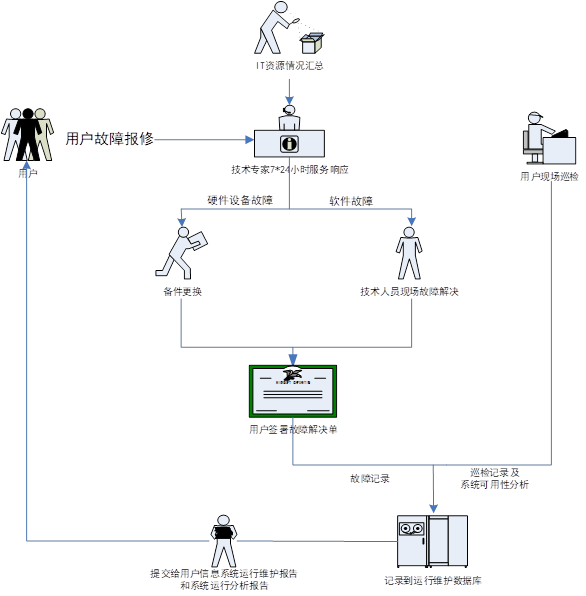 IT资源情况汇总
用户故障报修
用户
技术专家7*24小时服务响应
用户现场巡检
硬件设备故障
软件故障
备件更换
技术人员现场故障解决
用户签署故障解决单
故障记录
巡检记录及
系统可用性分析
提交给用户信息系统运行维护报告
和系统运行分析报告
记录到运行维护数据库